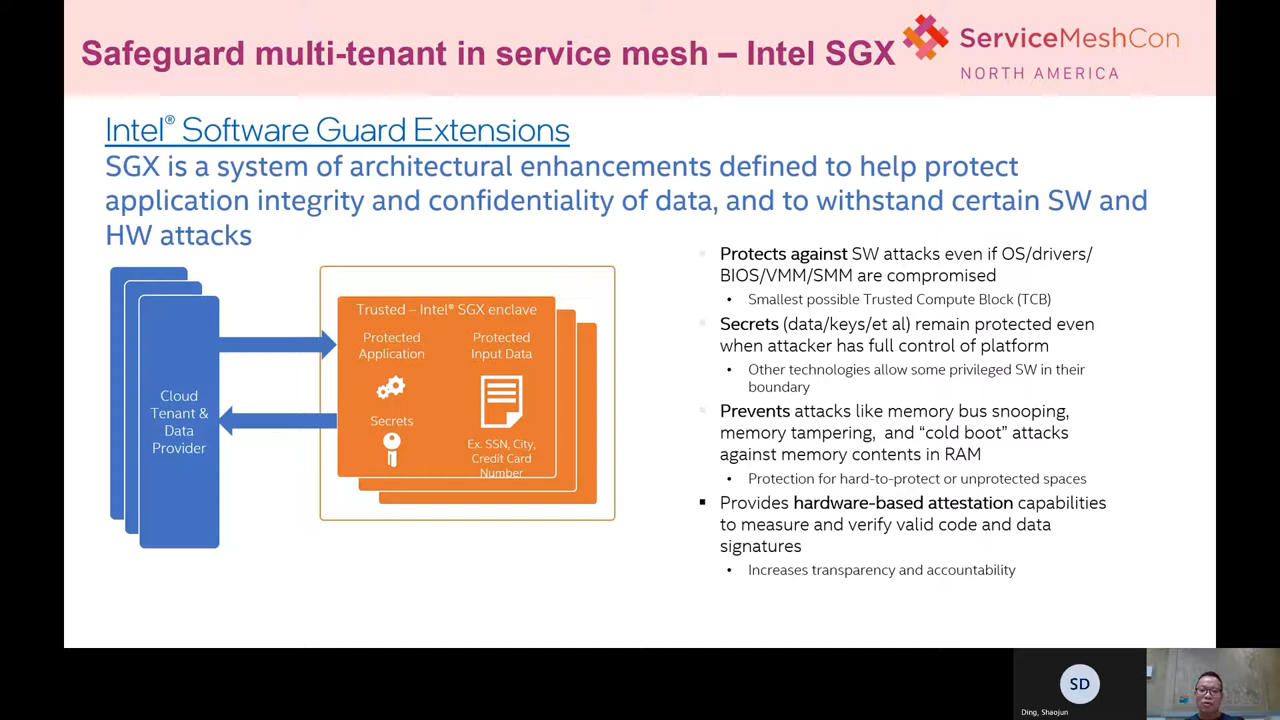 Safeguard multi-tenant in service mesh – Intel SGX
ServiceMeshCon
NORTH AMERICA
Intel® Software Guard Extensions
SGX is a system of architectural enhancements defined to help protect
application integrity and confidentiality of data, and to withstand certain SW and
HW attacks
Cloud
Tenant &
Data
Provider
Trusted – Intel® SGX enclave
Protected
Application
Secrets
Protected
Input Data
Ex. SSN, City,
Credit Card
Number
Protects against SW attacks even if OS/drivers/
BIOS/VMM/SMM are compromised
• Smallest possible Trusted Compute Block (TCB)
Secrets (data/keys/et al) remain protected even
when attacker has full control of platform
• Other technologies allow some privileged SW in their
boundary
Prevents attacks like memory bus snooping,
memory tampering, and “cold boot” attacks
against memory contents in RAM
• Protection for hard-to-protect or unprotected spaces
▪ Provides hardware-based attestation capabilities
to measure and verify valid code and data
signatures
• Increases transparency and accountability
SD
Ding, Shaojun